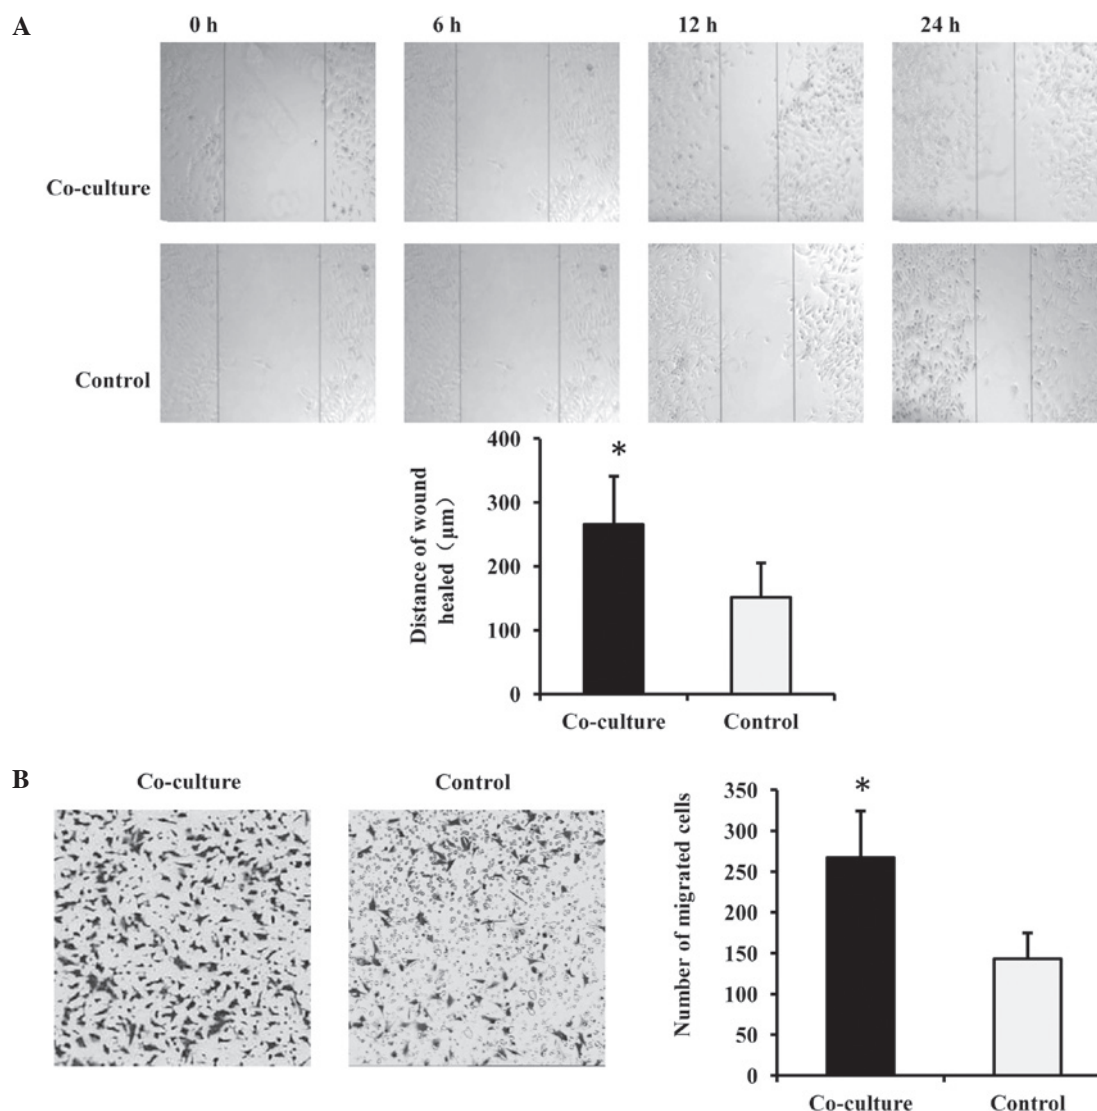 A
0 h 6 h 12 h 24 h
Co-culture
Control
400
300
200
100
0
Distance of wound
healed（μm）
*
Co-culture Control
B
Co-culture Control
350
300
250
200
150
100
50
0
Number of migrated cells
*
Co-culture Control